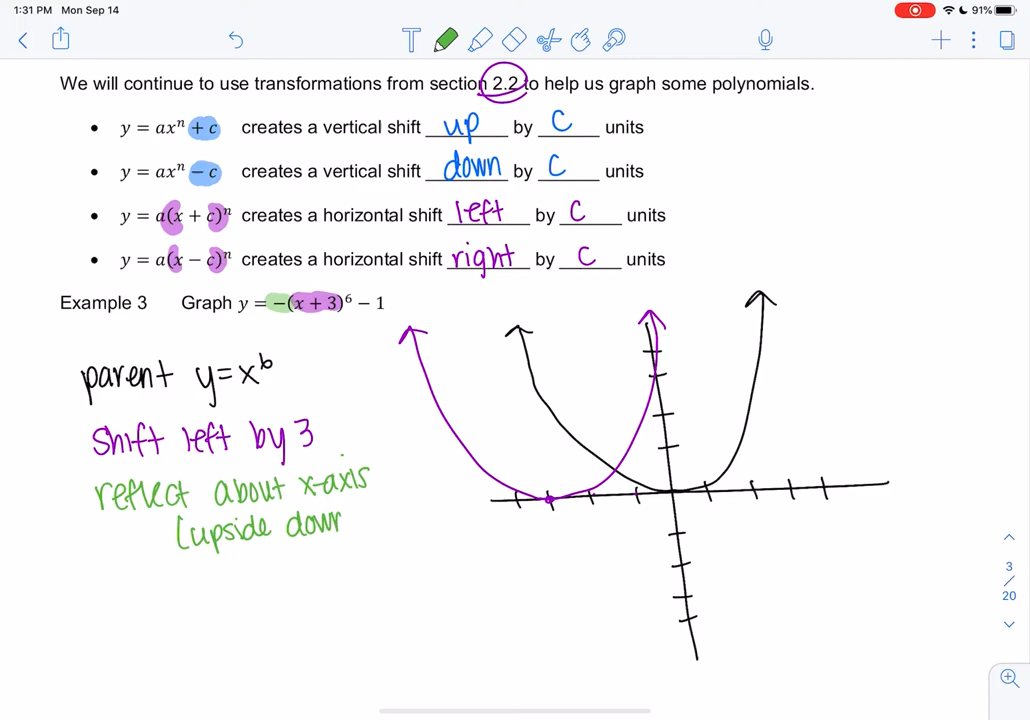 1:31 PM Mon Sep 14
91%
T
We will continue to use transformations from section 2.2 to help us graph some polynomials.
• y = axⁿ + c creates a vertical shift up by C units
• y = axⁿ − c creates a vertical shift down by C units
• y = a(x + c)ⁿ creates a horizontal shift left by C units
• y = a(x − c)ⁿ creates a horizontal shift right by C units
Example 3 Graph y = −(x + 3)⁶ − 1
parent y=x⁶
shift left by 3
reflect about x-axis
(upside down
3
/
20